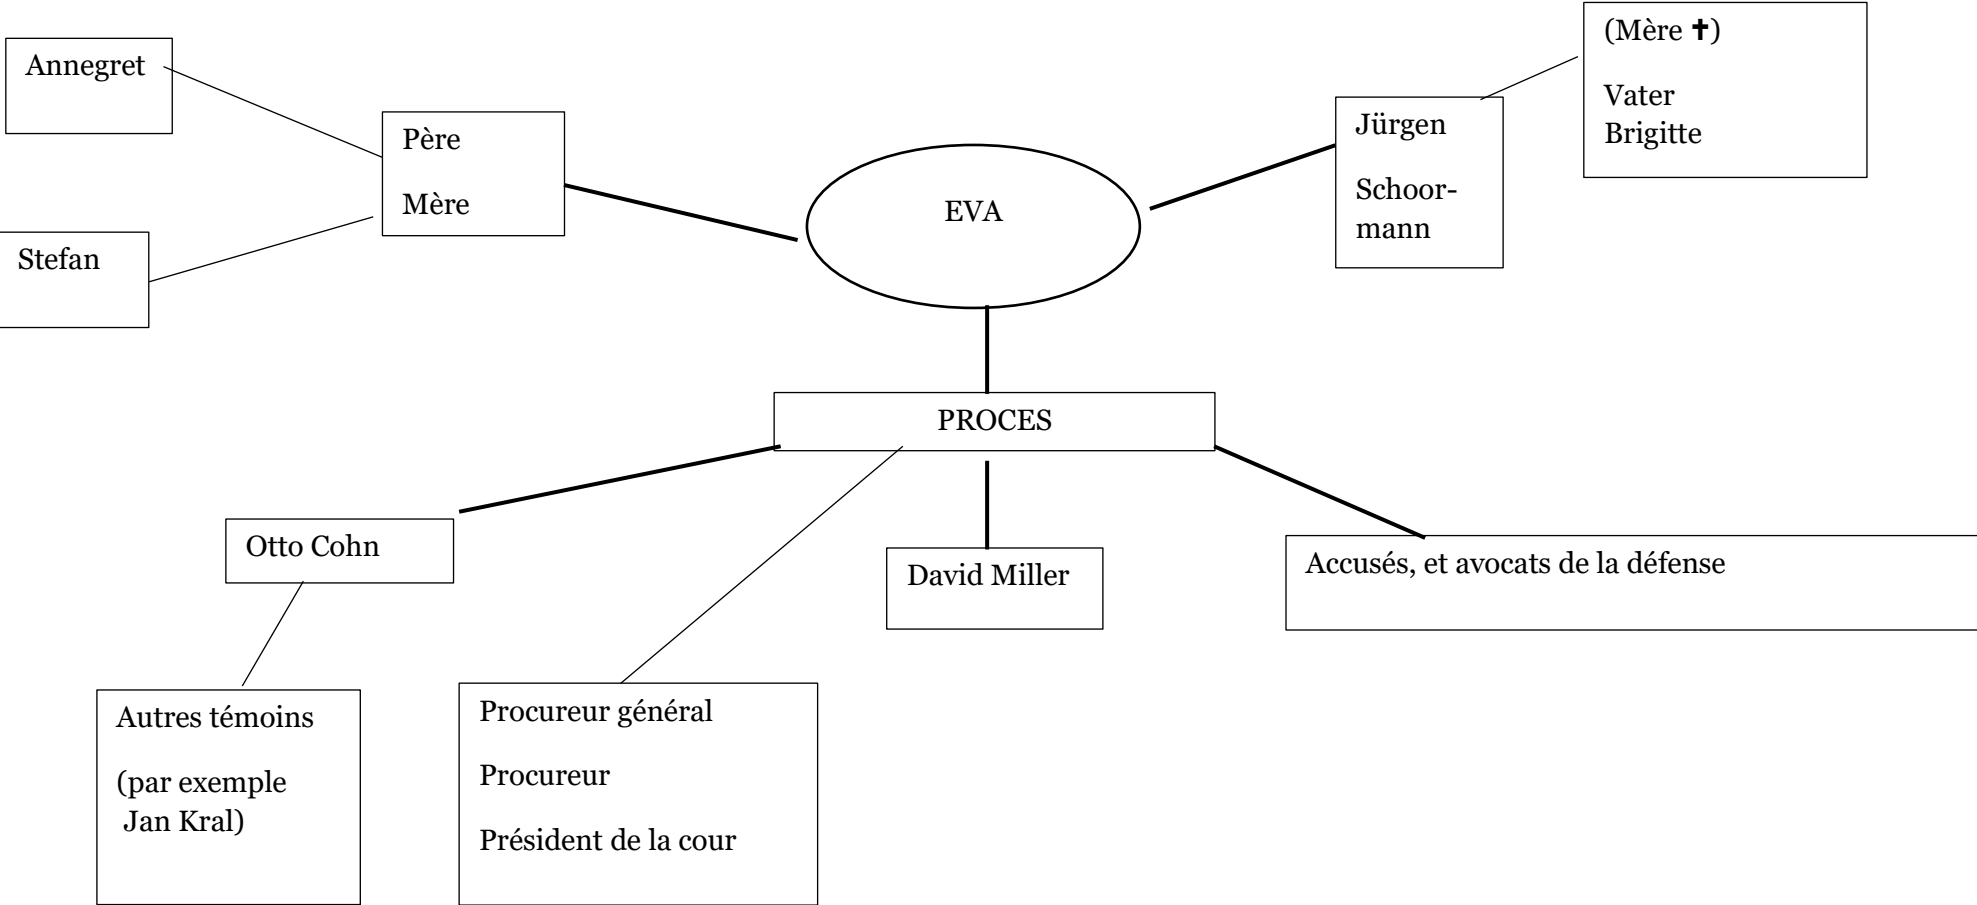 (Mère ✝)
Vater
Brigitte
Annegret
Père
Mère
Jürgen
Schoor-
mann
EVA
Stefan
PROCES
Otto Cohn
David Miller
Accusés, et avocats de la défense
Autres témoins
(par exemple
Jan Kral)
Procureur général
Procureur
Président de la cour